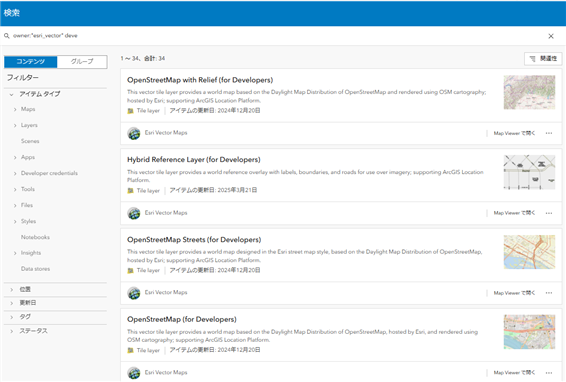 検索
owner:"esri_vector" deve
コンテンツ
グループ
1 ～ 34、合計: 34
関連性
フィルター
アイテム タイプ
Maps
Layers
Scenes
Apps
Developer credentials
Tools
Files
Styles
Notebooks
Insights
Data stores
位置
更新日
タグ
ステータス
OpenStreetMap with Relief (for Developers)
This vector tile layer provides a world map based on the Daylight Map Distribution of OpenStreetMap and rendered using OSM cartography;
hosted by Esri; supporting ArcGIS Location Platform.
Tile layer アイテムの更新日: 2024年12月20日
Esri Vector Maps
Map Viewer で開く
Hybrid Reference Layer (for Developers)
This vector tile layer provides a world reference overlay with labels, boundaries, and roads for use over imagery; supporting ArcGIS Location
Platform.
Tile layer アイテムの更新日: 2025年3月21日
Esri Vector Maps
Map Viewer で開く
OpenStreetMap Streets (for Developers)
This vector tile layer provides a world map designed in the Esri street map style, based on the Daylight Map Distribution of OpenStreetMap,
hosted by Esri; supporting ArcGIS Location Platform.
Tile layer アイテムの更新日: 2024年12月20日
Esri Vector Maps
Map Viewer で開く
OpenStreetMap (for Developers)
This vector tile layer provides a world map based on the Daylight Map Distribution of OpenStreetMap, hosted by Esri, and rendered using
OSM cartography; supporting ArcGIS Location Platform.
Tile layer アイテムの更新日: 2024年12月20日
Esri Vector Maps
Map Viewer で開く